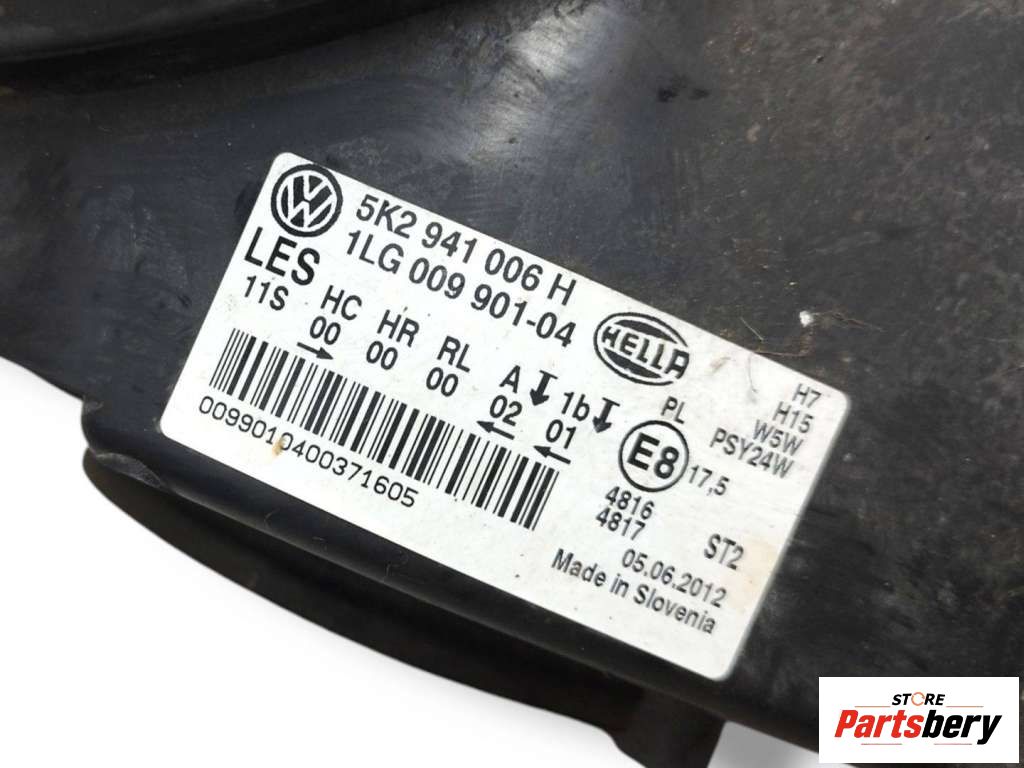 VW 5K2 941 006 H
1LG 009 901-04
LES
11S HC HR RL A 1b
00 00 00 02 01
HELLA
PL
E8
17,5
H7
H15
W5W
PSY24W
0099010400371605
4816
4817
ST2
05.06.2012
Made in Slovenia
STORE
Partsbery